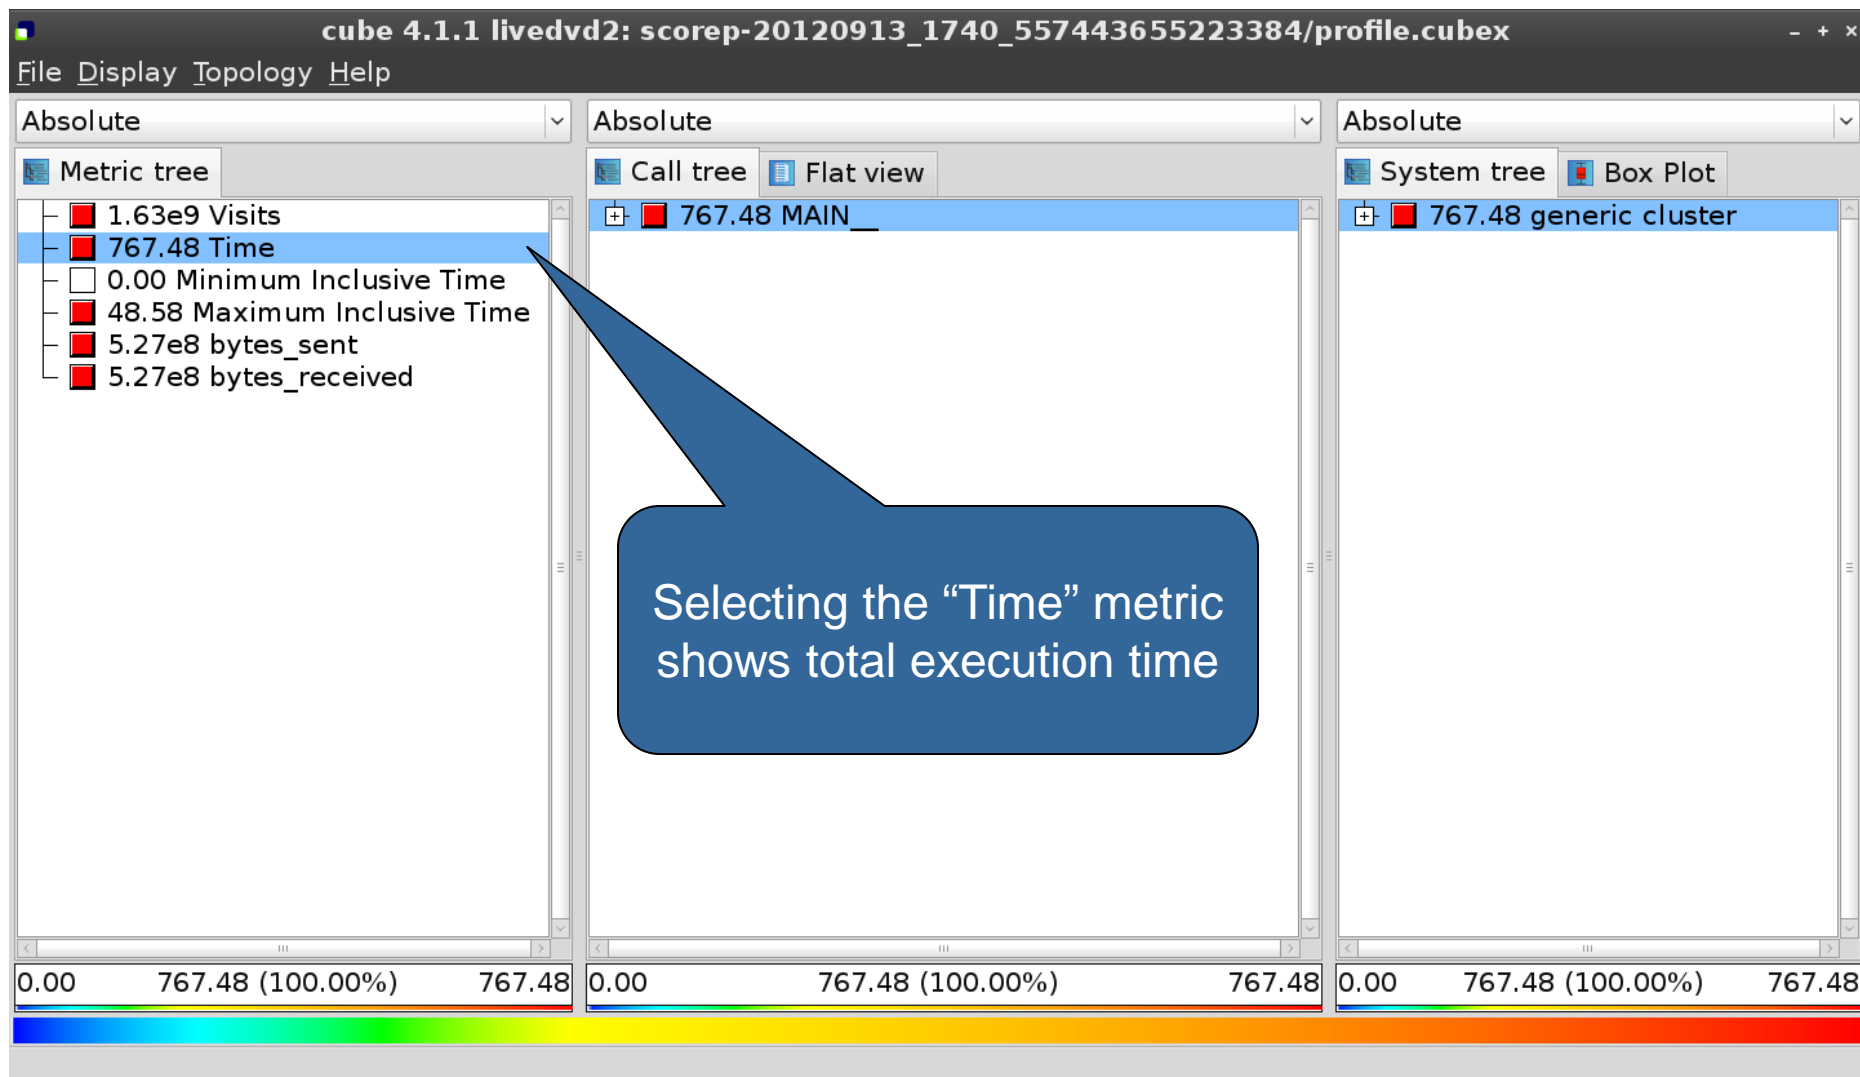 cube 4.1.1 livedvd2: scorep-20120913_1740_557443655223384/profile.cubex
File Display Topology Help
Absolute
Metric tree
1.63e9 Visits
767.48 Time
0.00 Minimum Inclusive Time
48.58 Maximum Inclusive Time
5.27e8 bytes_sent
5.27e8 bytes_received
0.00 767.48 (100.00%) 767.48
Absolute
Call tree Flat view
767.48 MAIN__
Selecting the “Time” metric
shows total execution time
0.00 767.48 (100.00%) 767.48
Absolute
System tree Box Plot
767.48 generic cluster
0.00 767.48 (100.00%) 767.48